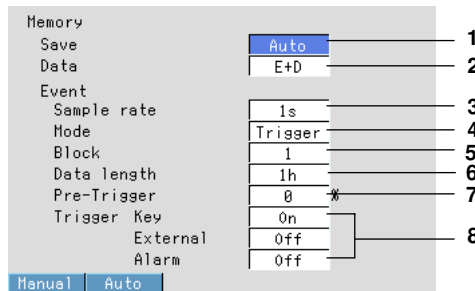 Memory
Save Auto 1
Data E+D 2
Event
Sample rate 1s 3
Mode Trigger 4
Block 1 5
Data length 1h 6
Pre-Trigger 0 % 7
Trigger Key On
External Off 8
Alarm Off
Manual Auto